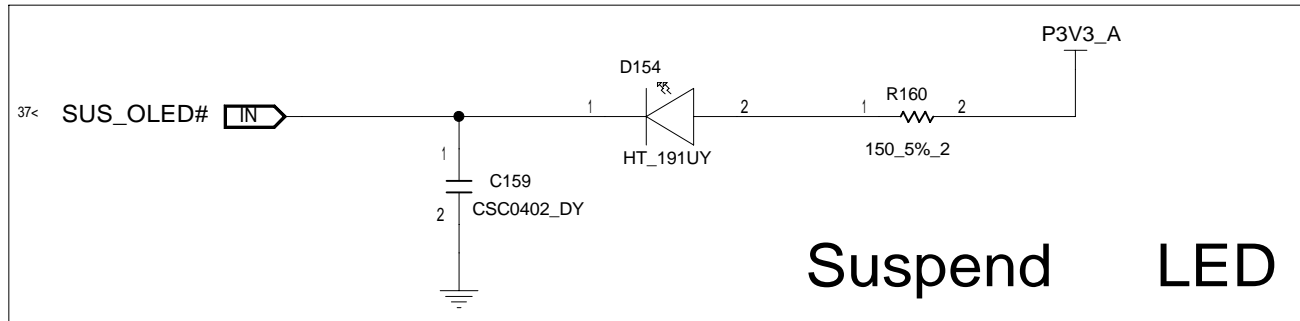 P3V3_A
D154
R160
37< SUS_OLED# IN 1 2 1 2
HT_191UY 150_5%_2
1
C159
2 CSC0402_DY
Suspend LED